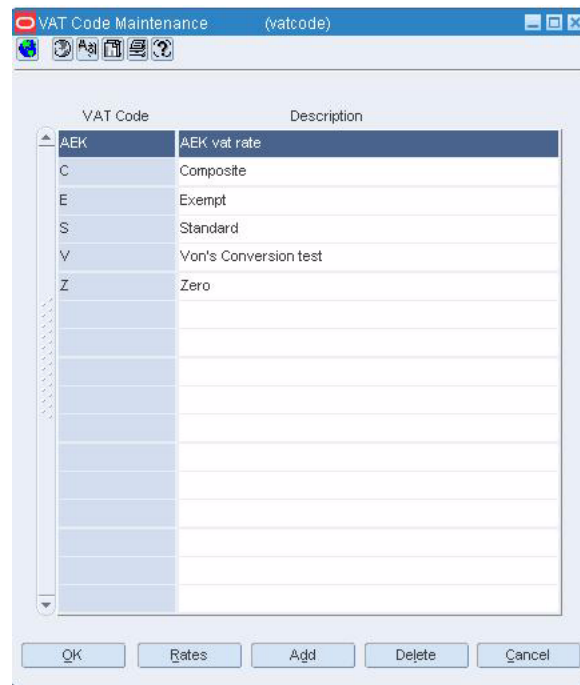 VAT Code Maintenance (vatcode)
VAT Code Description
AEK AEK vat rate
C Composite
E Exempt
S Standard
V Von's Conversion test
Z Zero
OK Rates Add Delete Cancel